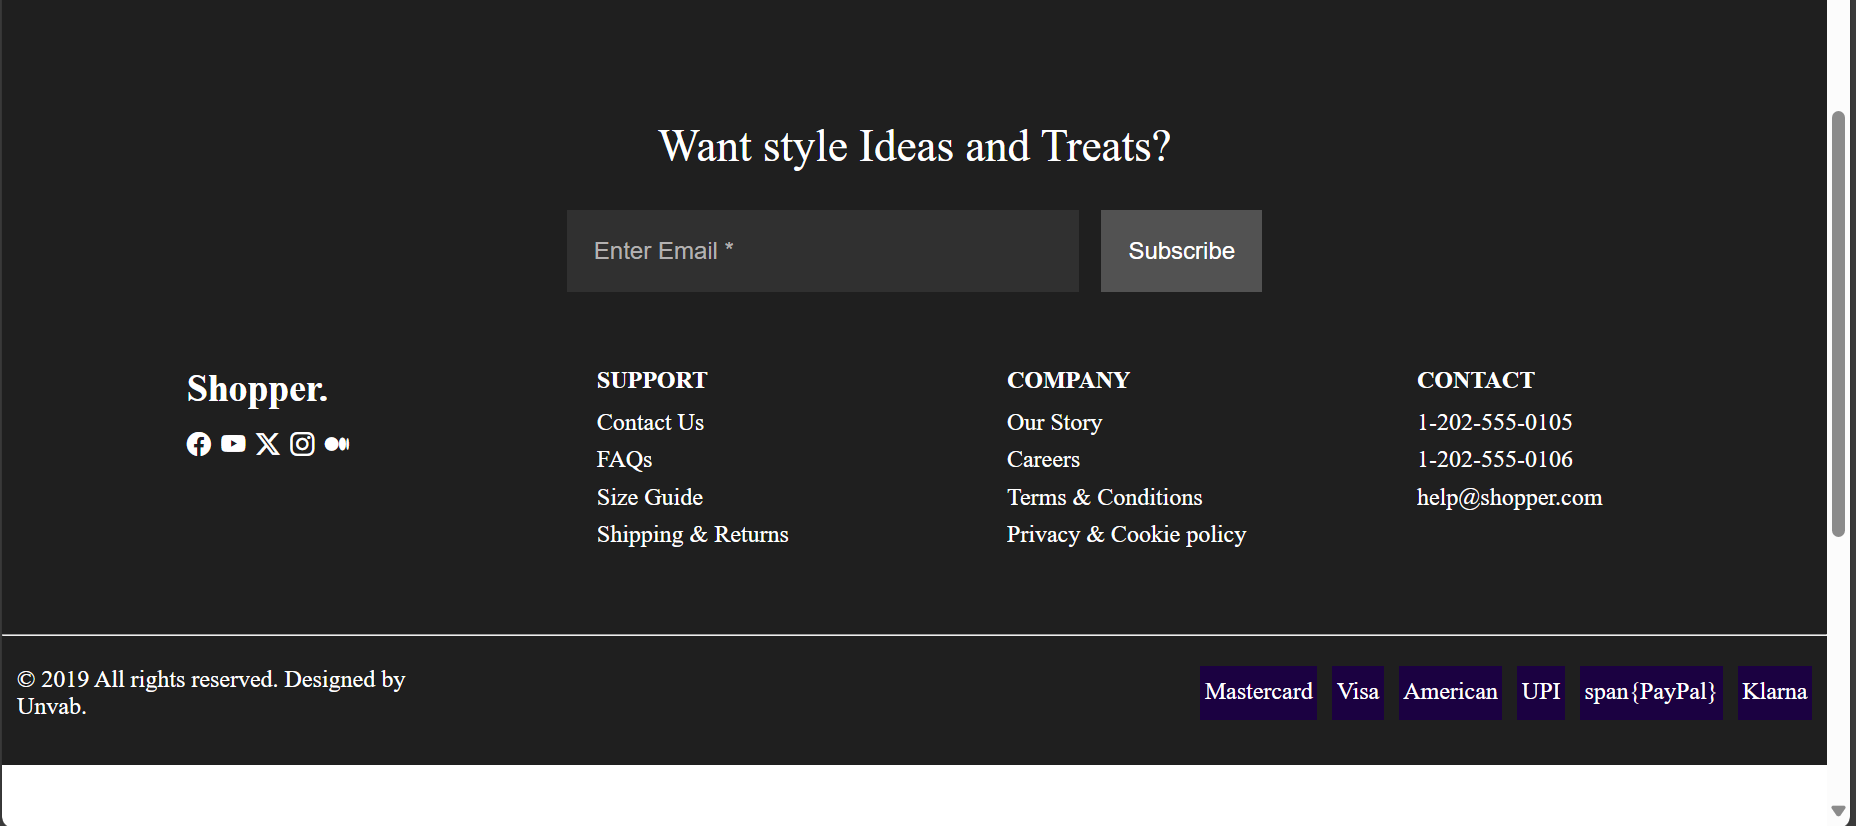 Want style Ideas and Treats?
Enter Email *
Subscribe
Shopper.
SUPPORT
Contact Us
FAQs
Size Guide
Shipping & Returns
COMPANY
Our Story
Careers
Terms & Conditions
Privacy & Cookie policy
CONTACT
1-202-555-0105
1-202-555-0106
help@shopper.com
© 2019 All rights reserved. Designed by
Unvab.
Mastercard
Visa
American
UPI
span{PayPal}
Klarna